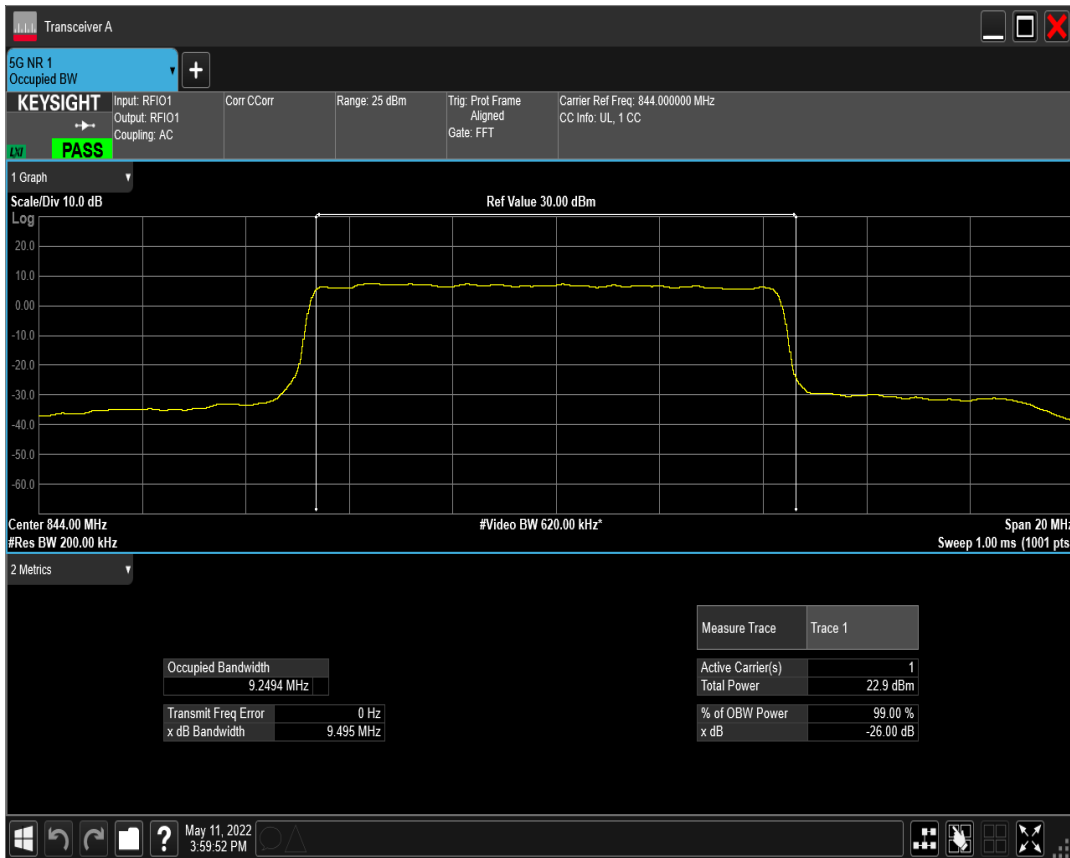 Transceiver A
5G NR 1
Occupied BW
+
KEYSIGHT
LXI
PASS
Input: RFIO1
Output: RFIO1
Coupling: AC
Corr CCorr
Range: 25 dBm
Trig: Prot Frame
Aligned
Gate: FFT
Carrier Ref Freq: 844.000000 MHz
CC Info: UL, 1 CC
1 Graph
Scale/Div 10.0 dB
Ref Value 30.00 dBm
Log
20.0
10.0
0.00
-10.0
-20.0
-30.0
-40.0
-50.0
-60.0
Center 844.00 MHz
#Video BW 620.00 kHz*
Span 20 MHz
#Res BW 200.00 kHz
Sweep 1.00 ms (1001 pts
2 Metrics
Measure Trace Trace 1
Occupied Bandwidth
9.2494 MHz
Active Carrier(s) 1
Total Power 22.9 dBm
Transmit Freq Error 0 Hz
x dB Bandwidth 9.495 MHz
% of OBW Power 99.00 %
x dB -26.00 dB
?
May 11, 2022
3:59:52 PM